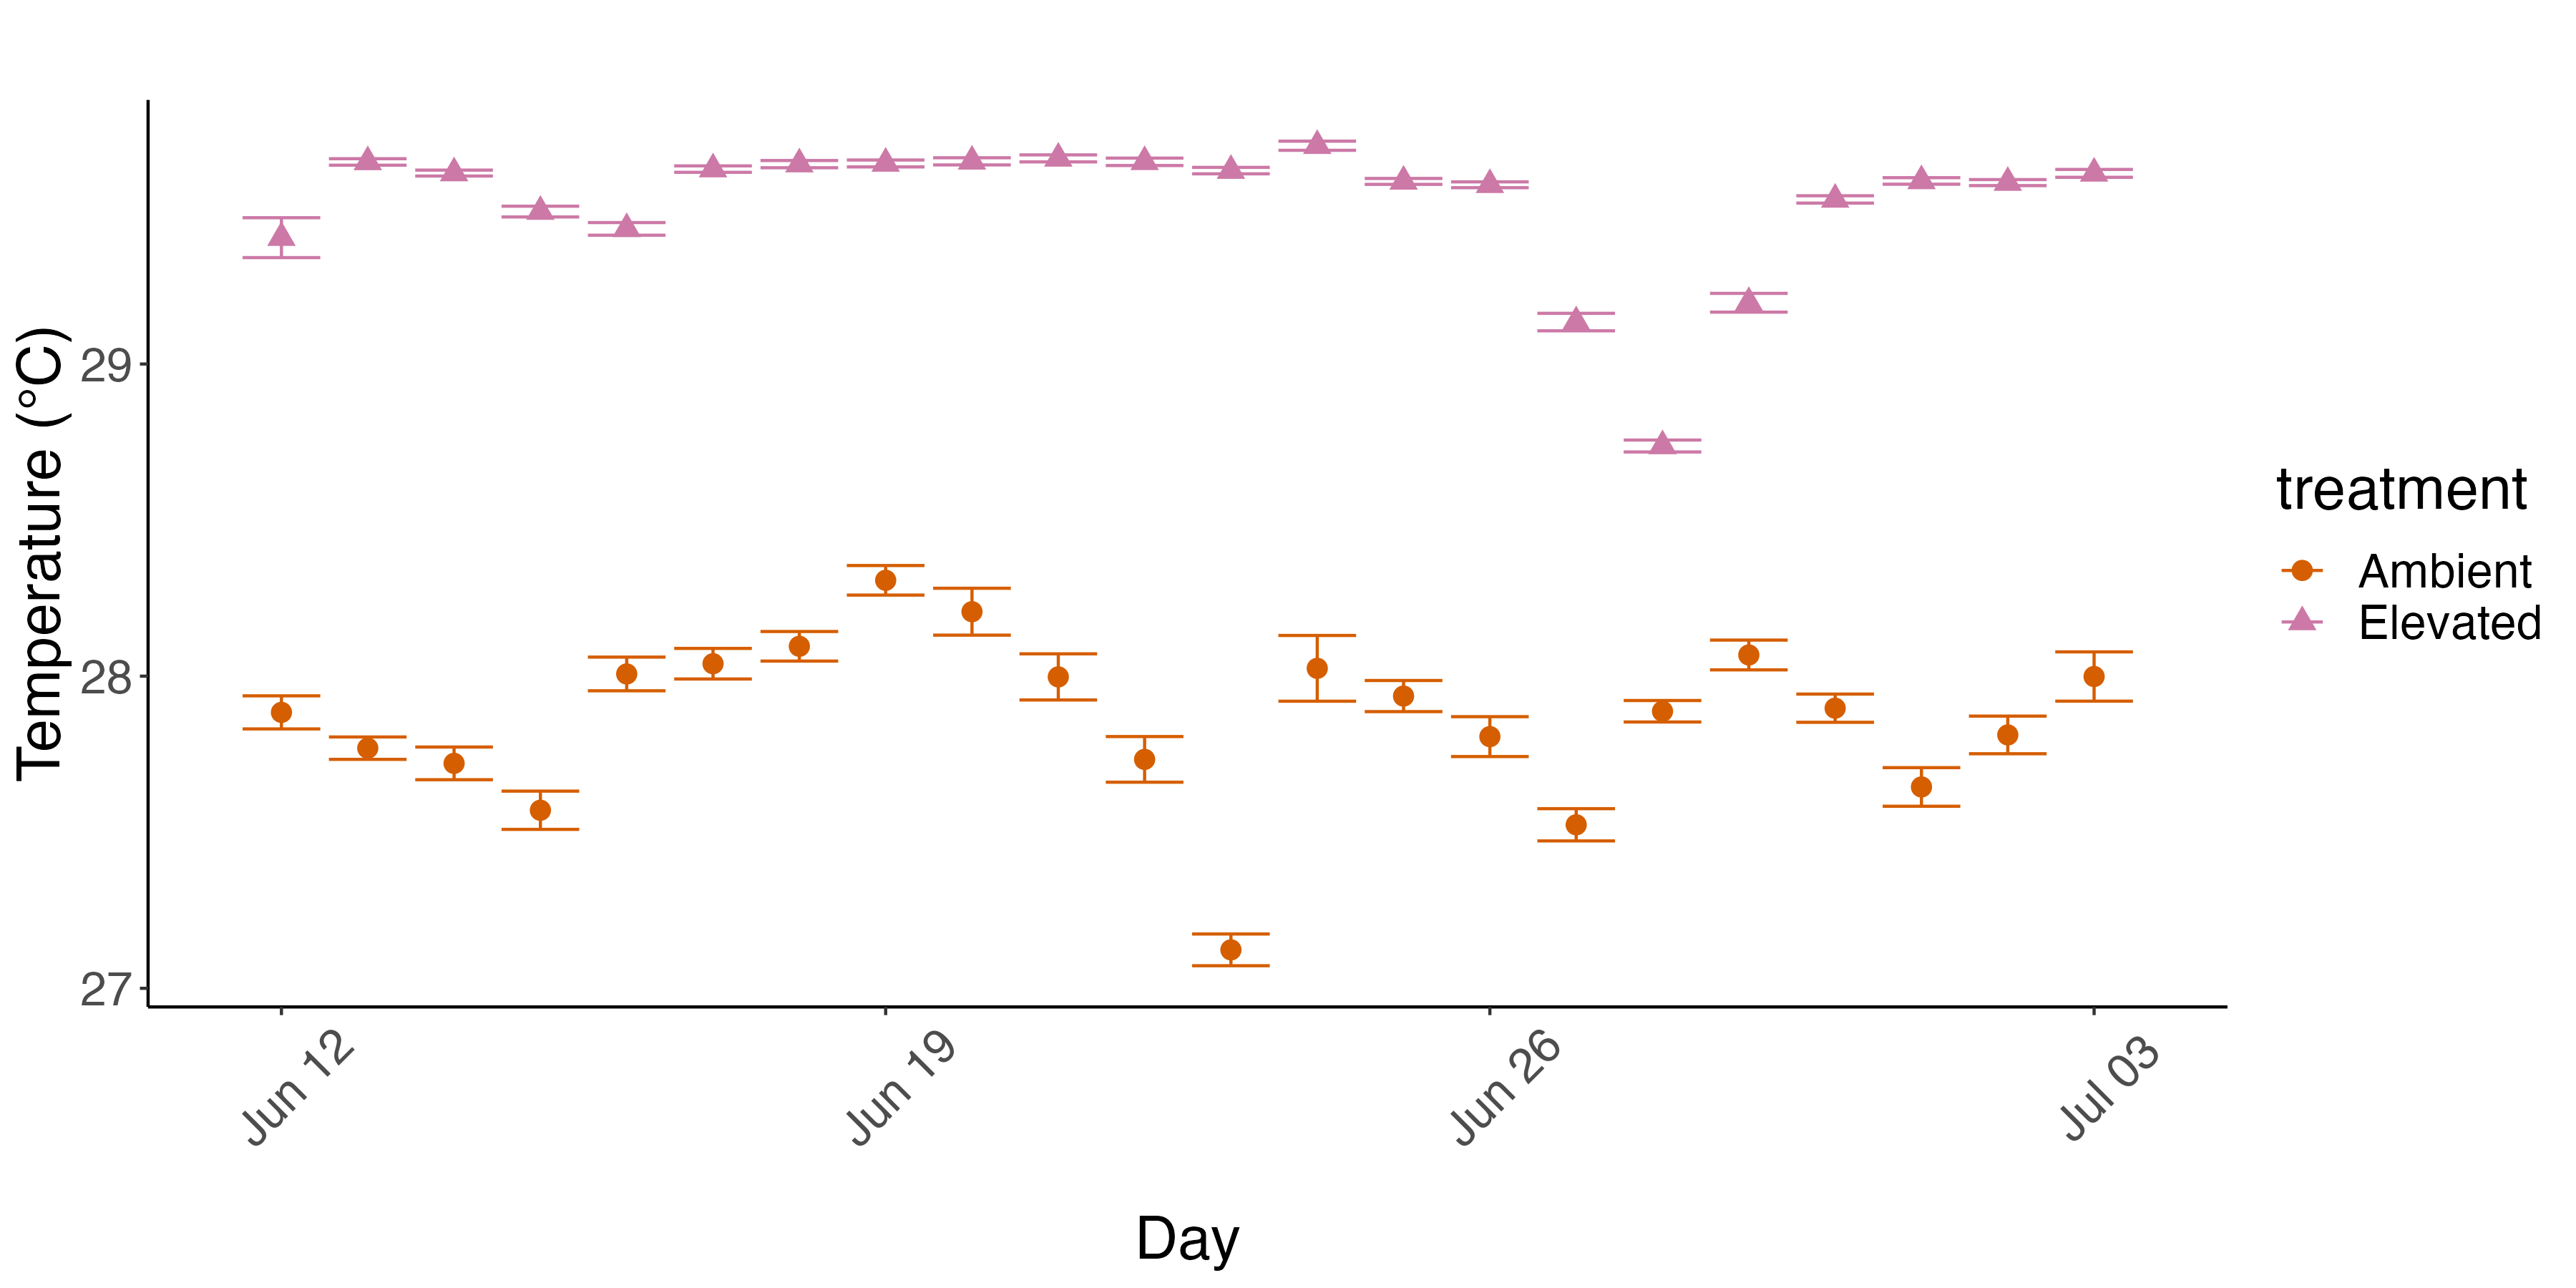 Temperature (°C)
29
28
27
Jun 12
Jun 19
Jun 26
Jul 03
Day
treatment
Ambient
Elevated